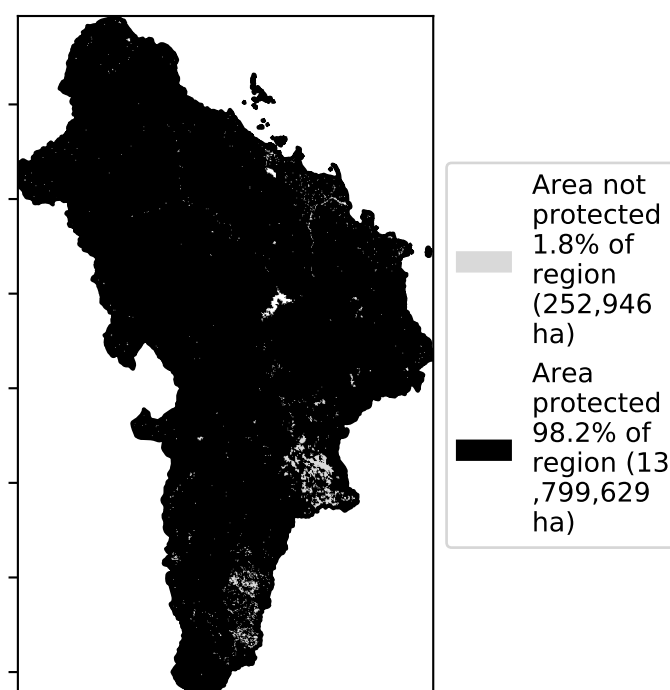 Area not
protected
1.8% of
region
(252,946
ha)
Area
protected
98.2% of
region (13
,799,629
ha)